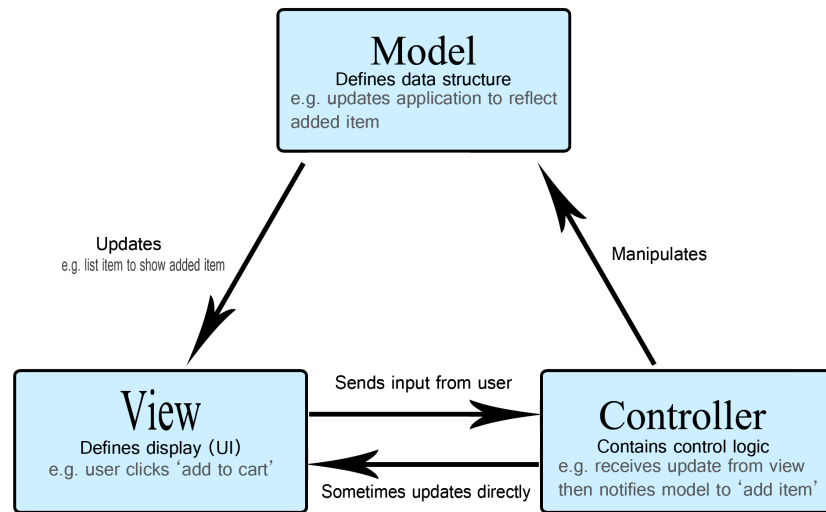 Model
Defines data structure
e.g. updates application to reflect
added item
Updates
e.g. list item to show added item
Manipulates
View
Defines display (UI)
e.g. user clicks ‘add to cart’
Sends input from user
Sometimes updates directly
Controller
Contains control logic
e.g. receives update from view
then notifies model to ‘add item’